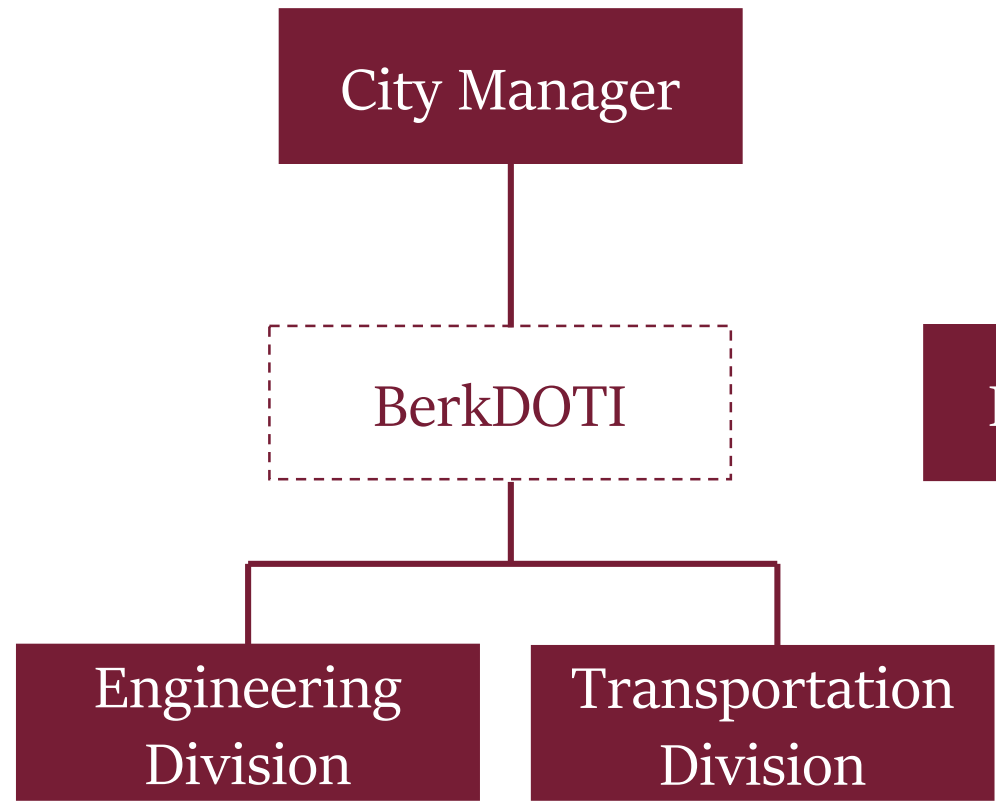 City Manager
BerkDOTI
Engineering
Division
Transportation
Division